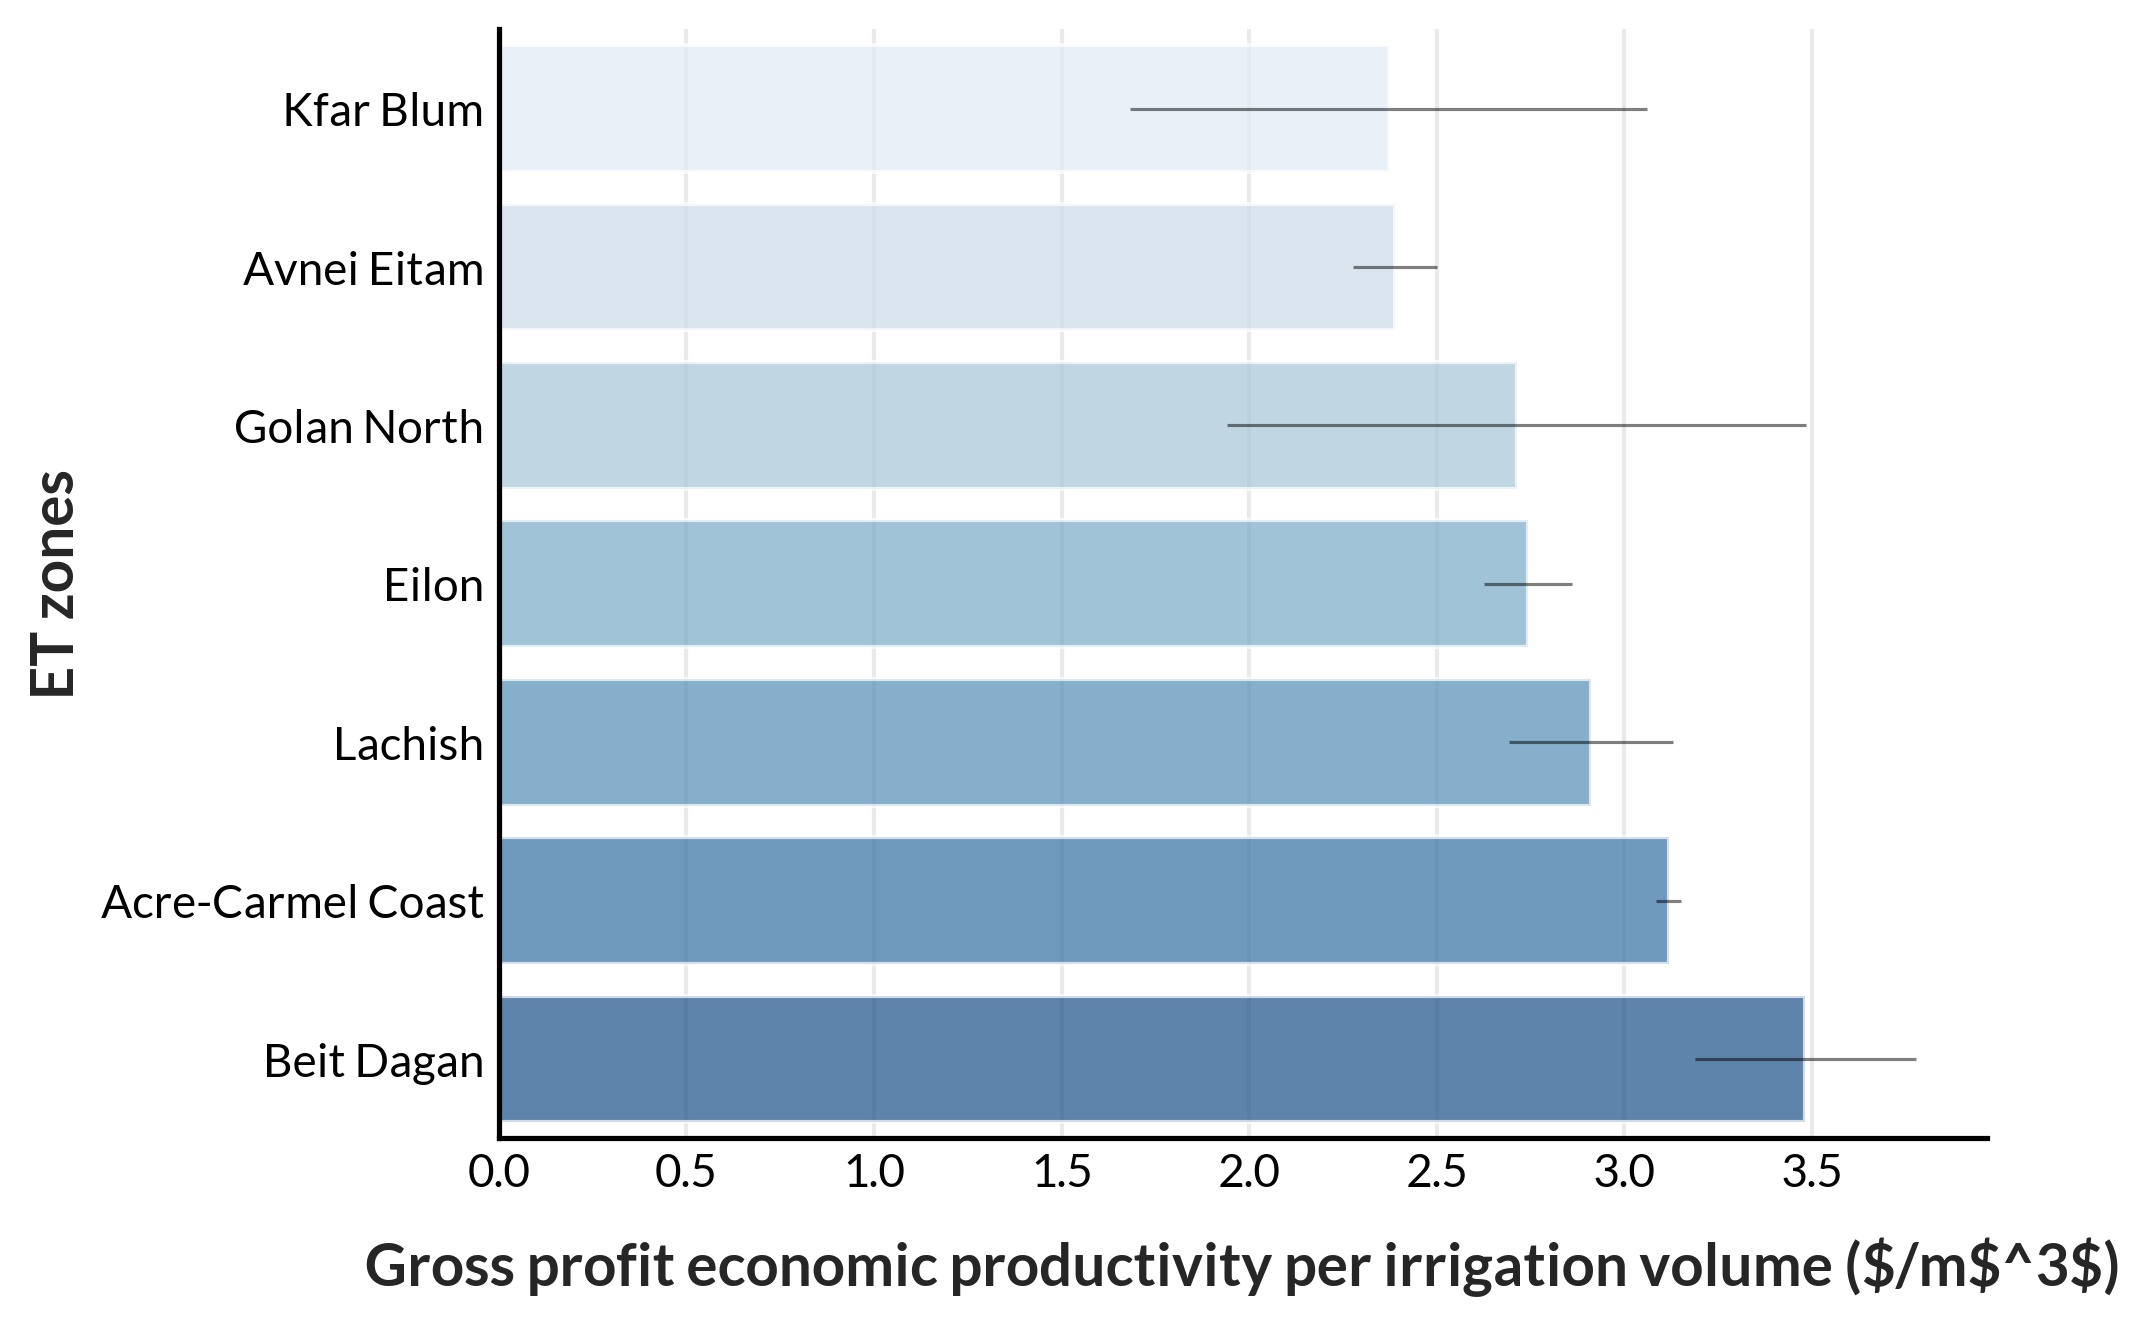 Kfar Blum
Avnei Eitam
Golan North
Eilon
Lachish
Acre-Carmel Coast
Beit Dagan
ET zones
0.0 0.5 1.0 1.5 2.0 2.5 3.0 3.5
Gross profit economic productivity per irrigation volume ($/m$^3$)